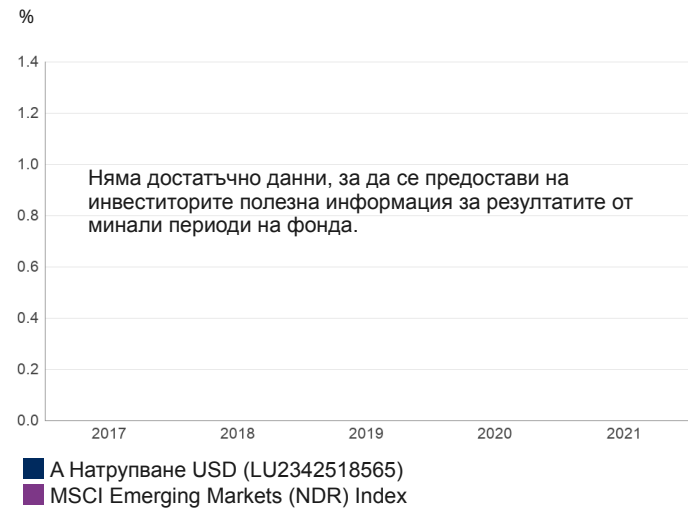 %
1.4
1.2
1.0
Няма достатъчно данни, за да се предостави на
инвеститорите полезна информация за резултатите от
минали периоди на фонда.
0.8
0.6
0.4
0.2
0.0
2017 2018 2019 2020 2021
А Натрупване USD (LU2342518565)
MSCI Emerging Markets (NDR) Index